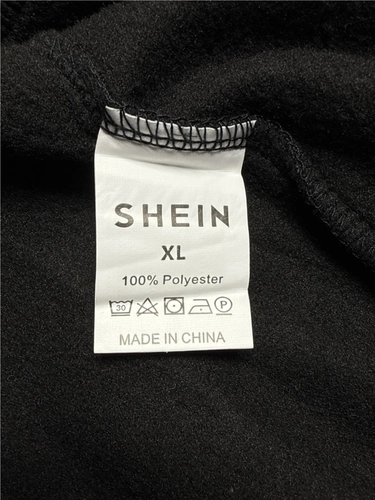 SHEIN
XL
100% Polyester
30 P
MADE IN CHINA